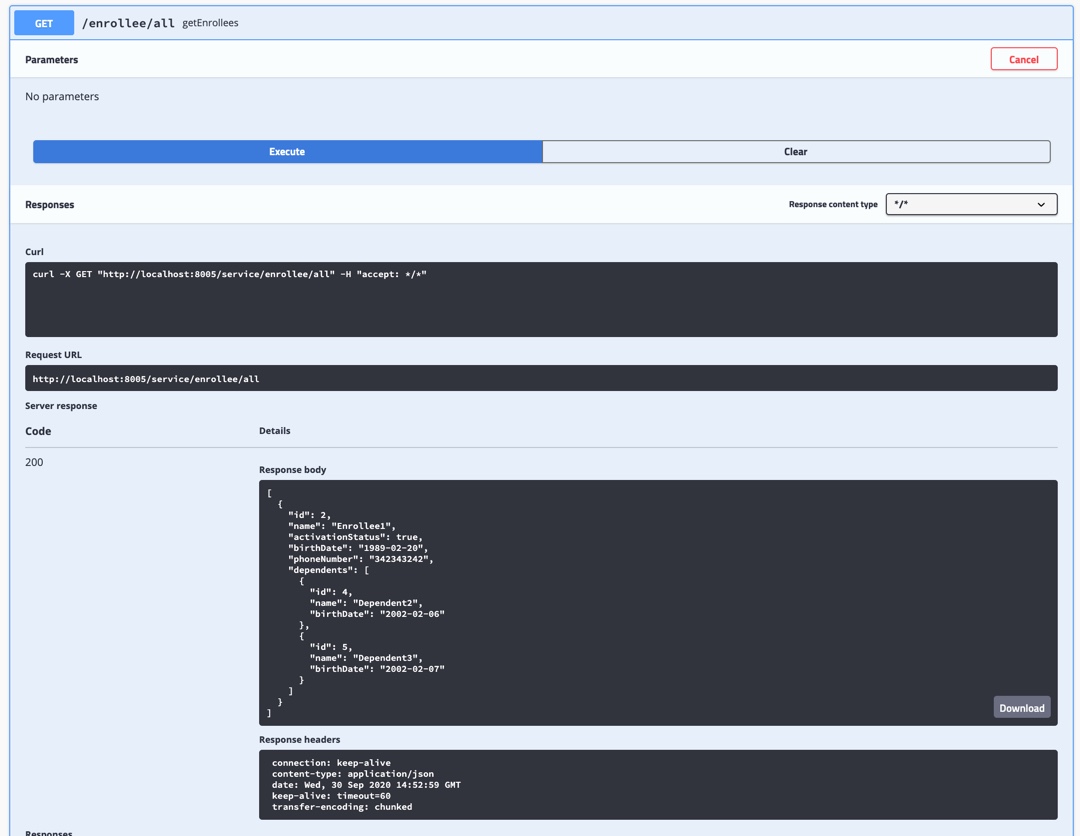 GET /enrollee/all getEnrollees
Parameters
Cancel
No parameters
Execute
Clear
Responses
Response content type */*
Curl
curl -X GET "http://localhost:8005/service/enrollee/all" -H "accept: */*"
Request URL
http://localhost:8005/service/enrollee/all
Server response
Code Details
200
Response body
[
  {
    "id": 2,
    "name": "Enrollee1",
    "activationStatus": true,
    "birthDate": "1989-02-20",
    "phoneNumber": "342343242",
    "dependents": [
      {
        "id": 4,
        "name": "Dependent2",
        "birthDate": "2002-02-06"
      },
      {
        "id": 5,
        "name": "Dependent3",
        "birthDate": "2002-02-07"
      }
    ]
  }
]
Download
Response headers
connection: keep-alive
content-type: application/json
date: Wed, 30 Sep 2020 14:52:59 GMT
keep-alive: timeout=60
transfer-encoding: chunked
Responses